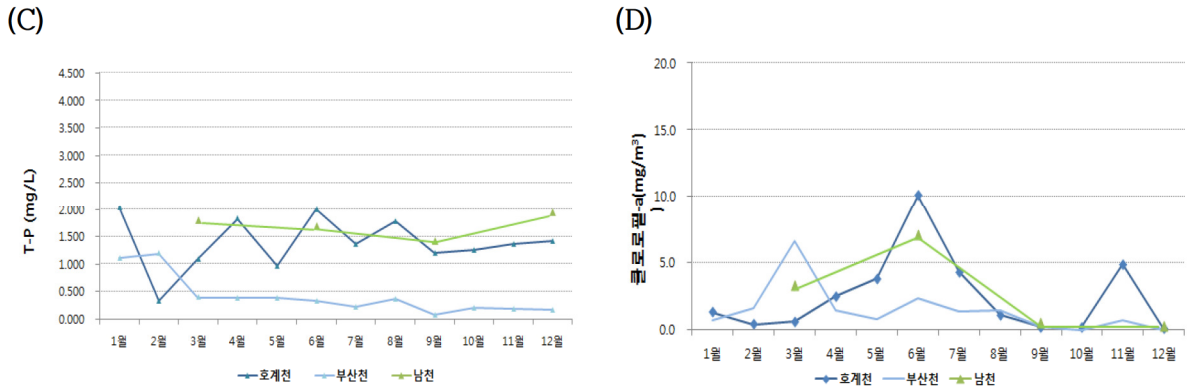 (C)
T-P (mg/L)
4.500
4.000
3.500
3.000
2.500
2.000
1.500
1.000
0.500
0.000
1월 2월 3월 4월 5월 6월 7월 8월 9월 10월 11월 12월
호계천 부산천 남천
(D)
클로로필-a(mg/m³)
20.0
15.0
10.0
5.0
0.0
1월 2월 3월 4월 5월 6월 7월 8월 9월 10월 11월 12월
호계천 부산천 남천